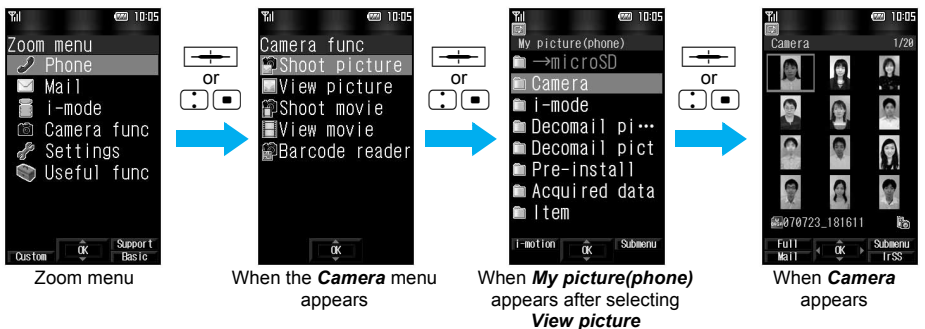 10:05
Zoom menu
Phone
Mail
i-mode
Camera func
Settings
Useful func
Custom
OK
Support
Basic
Zoom menu
or
10:05
Camera func
Shoot picture
View picture
Shoot movie
View movie
Barcode reader
OK
When the Camera menu
appears
or
10:05
My picture(phone)
→microSD
Camera
i-mode
Decomail pi…
Decomail pict
Pre-install
Acquired data
Item
i-motion
OK
Submenu
When My picture(phone)
appears after selecting
View picture
or
10:05
Camera 1/20
070723_181611
Full
Mail
OK
Submenu
IrSS
When Camera
appears